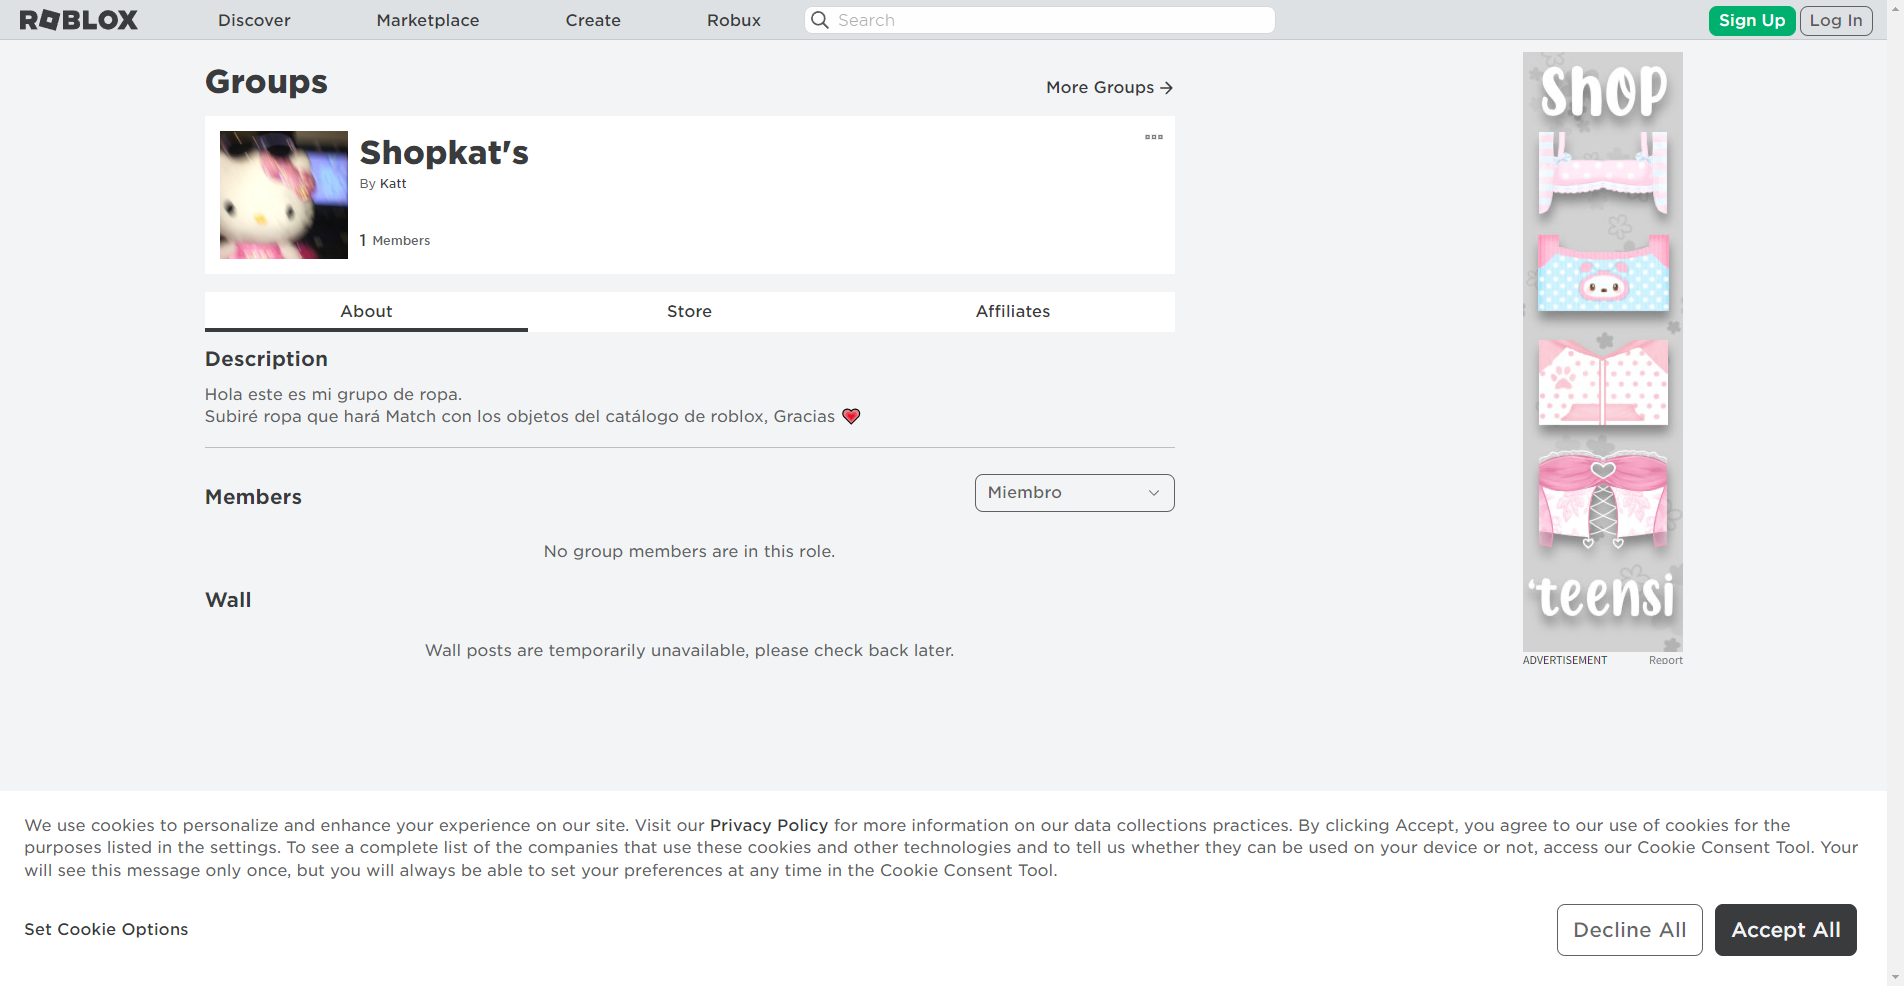 ROBLOX
Discover
Marketplace
Create
Robux
Search
Sign Up
Log In
Groups
More Groups
Shopkat's
By Katt
1 Members
About
Store
Affiliates
Description
Hola este es mi grupo de ropa.
Subiré ropa que hará Match con los objetos del catálogo de roblox, Gracias
Members
Miembro
No group members are in this role.
Wall
Wall posts are temporarily unavailable, please check back later.
shop
'teensi
ADVERTISEMENT
Report
We use cookies to personalize and enhance your experience on our site. Visit our Privacy Policy for more information on our data collections practices. By clicking Accept, you agree to our use of cookies for the
purposes listed in the settings. To see a complete list of the companies that use these cookies and other technologies and to tell us whether they can be used on your device or not, access our Cookie Consent Tool. Your
will see this message only once, but you will always be able to set your preferences at any time in the Cookie Consent Tool.
Set Cookie Options
Decline All
Accept All